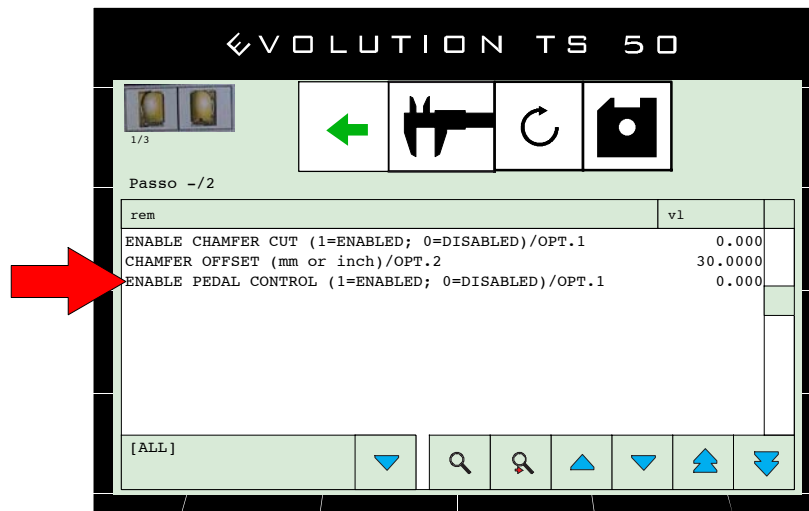 EVOLUTION TS 50
1/3
Passo -/2
rem vl
ENABLE CHAMFER CUT (1=ENABLED; 0=DISABLED)/OPT.1 0.000
CHAMFER OFFSET (mm or inch)/OPT.2 30.0000
ENABLE PEDAL CONTROL (1=ENABLED; 0=DISABLED)/OPT.1 0.000
[ALL]